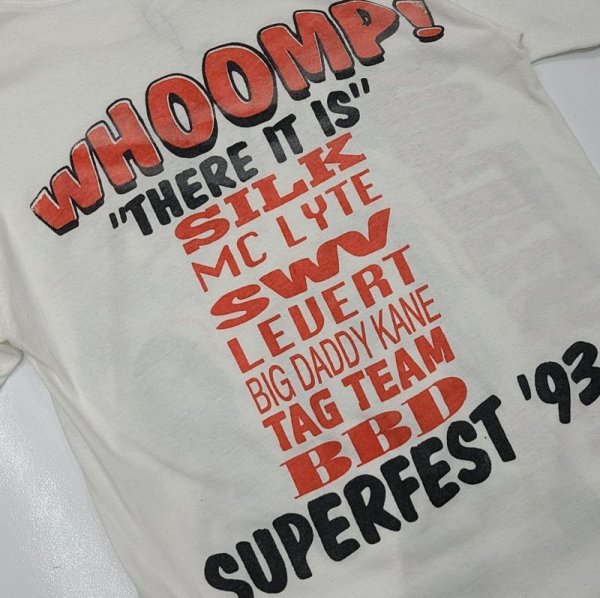 WHOOMP!
"THERE IT IS"
SILK
MC LYTE
SWV
LEVERT
BIG DADDY KANE
TAG TEAM
BBD
SUPERFEST '93